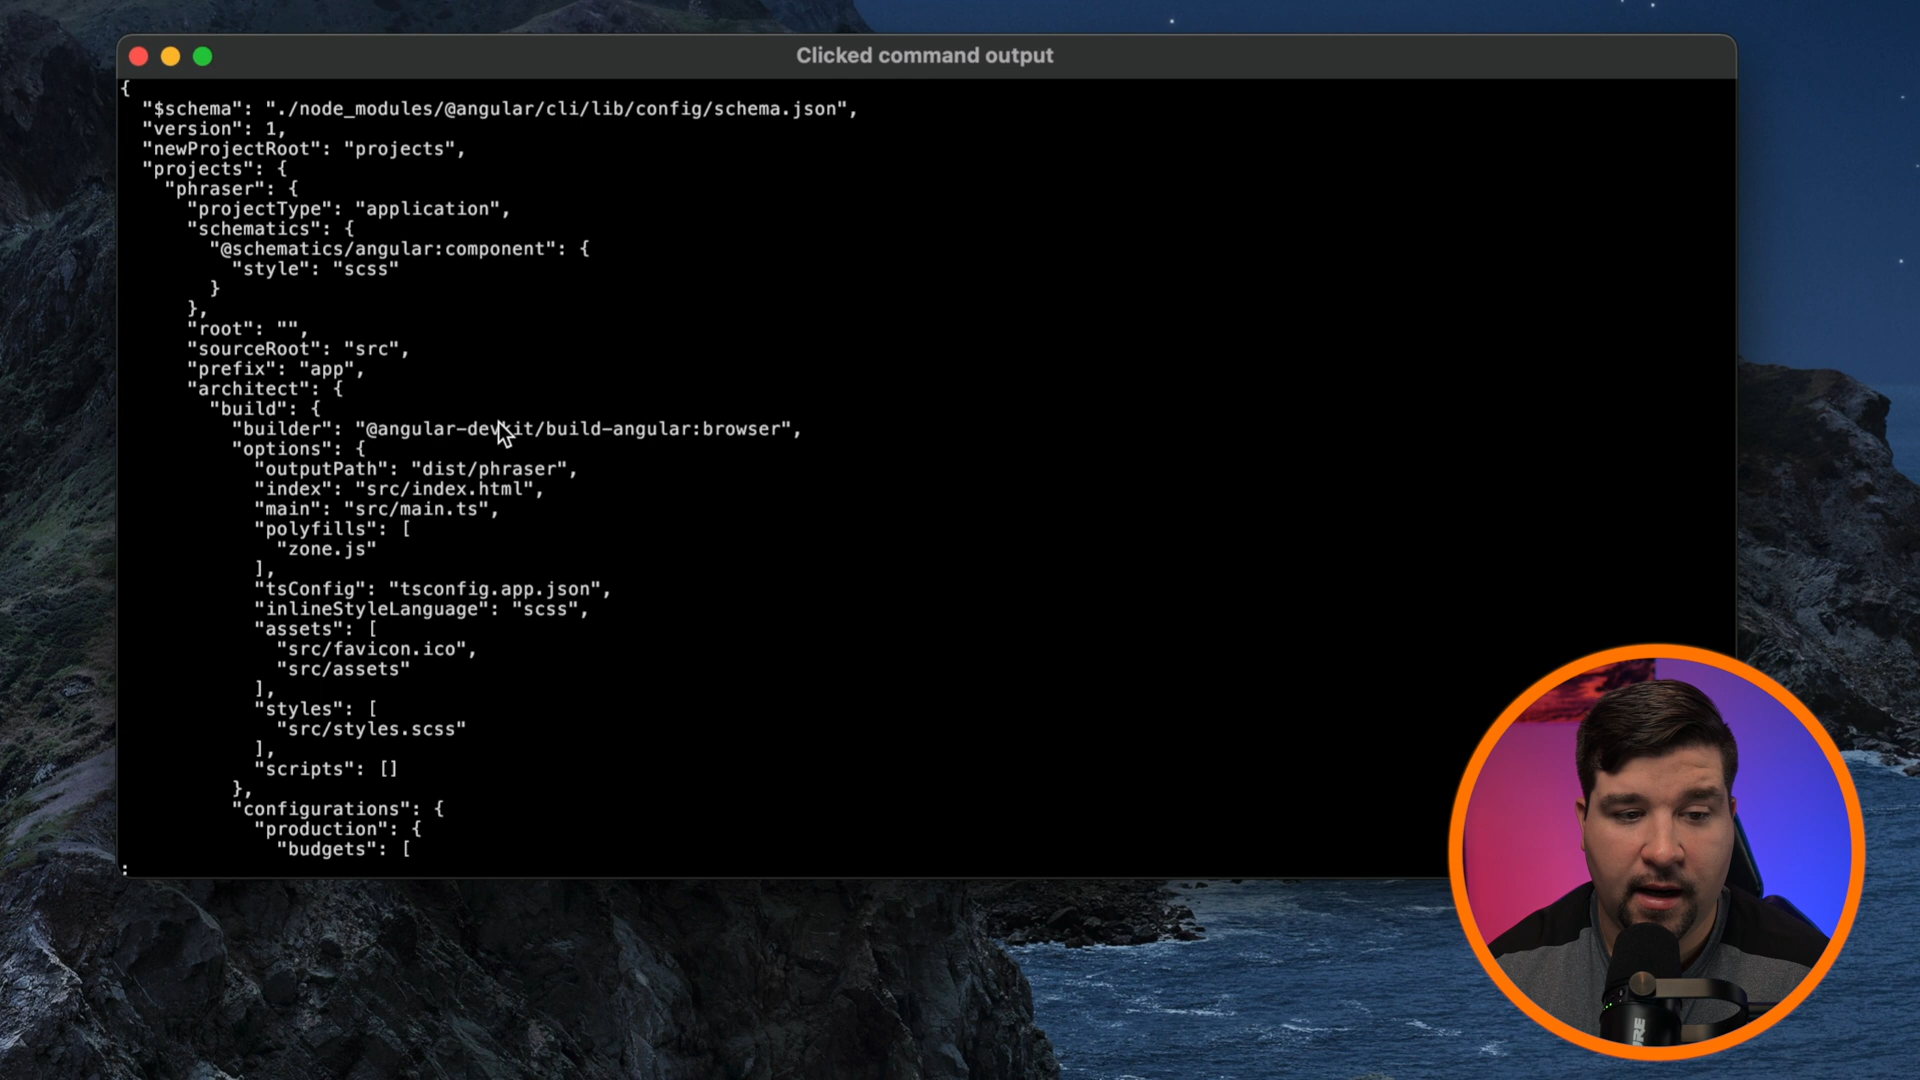 Clicked command output
{
  "$schema": "./node_modules/@angular/cli/lib/config/schema.json",
  "version": 1,
  "newProjectRoot": "projects",
  "projects": {
    "phraser": {
      "projectType": "application",
      "schematics": {
        "@schematics/angular:component": {
          "style": "scss"
        }
      },
      "root": "",
      "sourceRoot": "src",
      "prefix": "app",
      "architect": {
        "build": {
          "builder": "@angular-devkit/build-angular:browser",
          "options": {
            "outputPath": "dist/phraser",
            "index": "src/index.html",
            "main": "src/main.ts",
            "polyfills": [
              "zone.js"
            ],
            "tsConfig": "tsconfig.app.json",
            "inlineStyleLanguage": "scss",
            "assets": [
              "src/favicon.ico",
              "src/assets"
            ],
            "styles": [
              "src/styles.scss"
            ],
            "scripts": []
          },
          "configurations": {
            "production": {
              "budgets": [
: